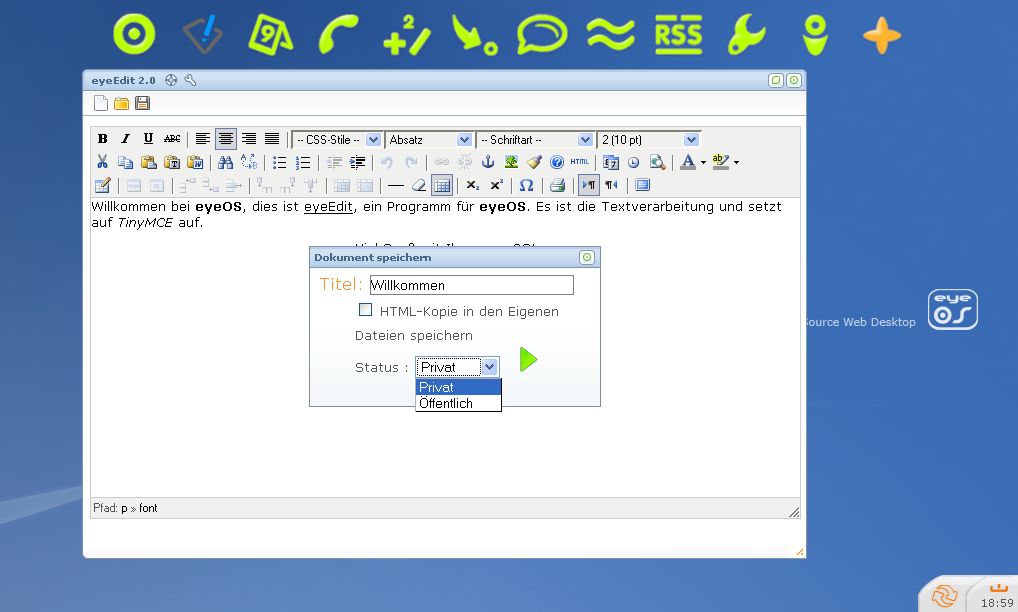 RSS
eyeEdit 2.0
B I U ABC
-- CSS-Stile -- Absatz -- Schriftart -- 2 (10 pt)
HTML
Willkommen bei eyeOS, dies ist eyeEdit, ein Programm für eyeOS. Es ist die Textverarbeitung und setzt
auf TinyMCE auf.
Dokument speichern
Titel: Willkommen
HTML-Kopie in den Eigenen
Dateien speichern
Status : Privat
Privat
Öffentlich
Pfad: p » font
eye
OS
Source Web Desktop
18:59